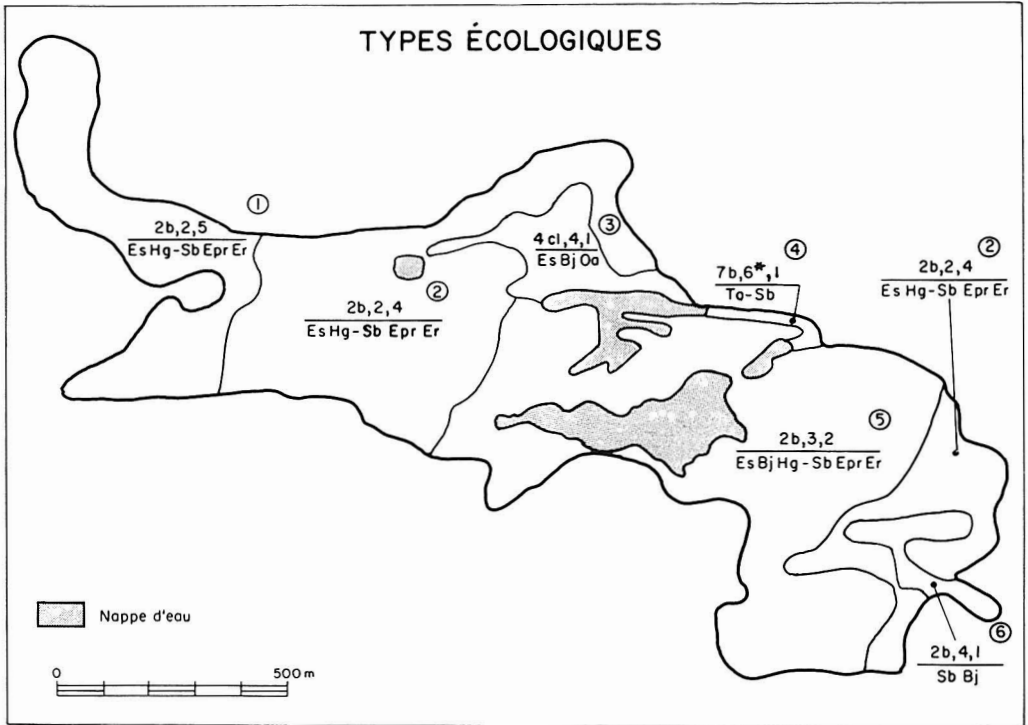 TYPES ÉCOLOGIQUES
①
2b,2,5
Es Hg-Sb Epr Er
②
2b,2,4
Es Hg-Sb Epr Er
③
4cl,4,1
Es Bj Oa
④
7b,6*,1
To-Sb
②
2b,2,4
Es Hg-Sb Epr Er
⑤
2b,3,2
Es Bj Hg-Sb Epr Er
⑥
2b,4,1
Sb Bj
Nappe d'eau
0 500 m